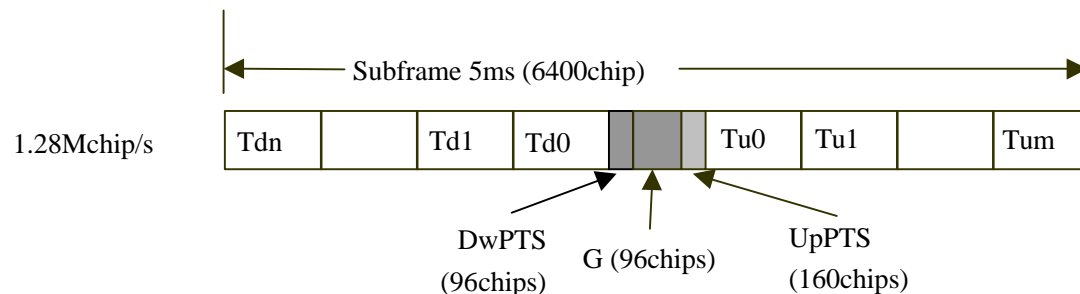 Subframe 5ms (6400chip)
1.28Mchip/s
Tdn Td1 Td0 Tu0 Tu1 Tum
DwPTS
(96chips)
G (96chips)
UpPTS
(160chips)